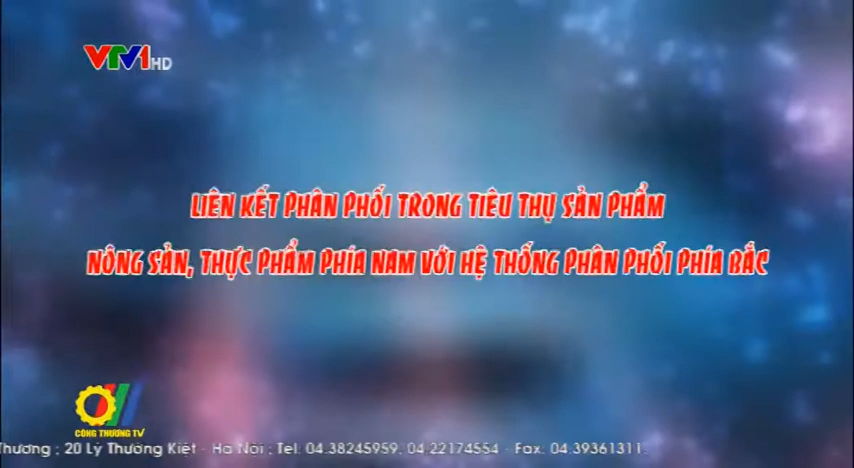 VTV1HD
LIÊN KẾT PHÂN PHỐI TRONG TIÊU THỤ SẢN PHẨM
NÔNG SẢN, THỰC PHẨM PHÍA NAM VỚI HỆ THỐNG PHÂN PHỐI PHÍA BẮC
CÔNG THƯƠNG TV
Thương ; 20 Lý Thường Kiệt - Hà Nội ; Tel: 04.38245959, 04.22174554 - Fax: 04.39361311.